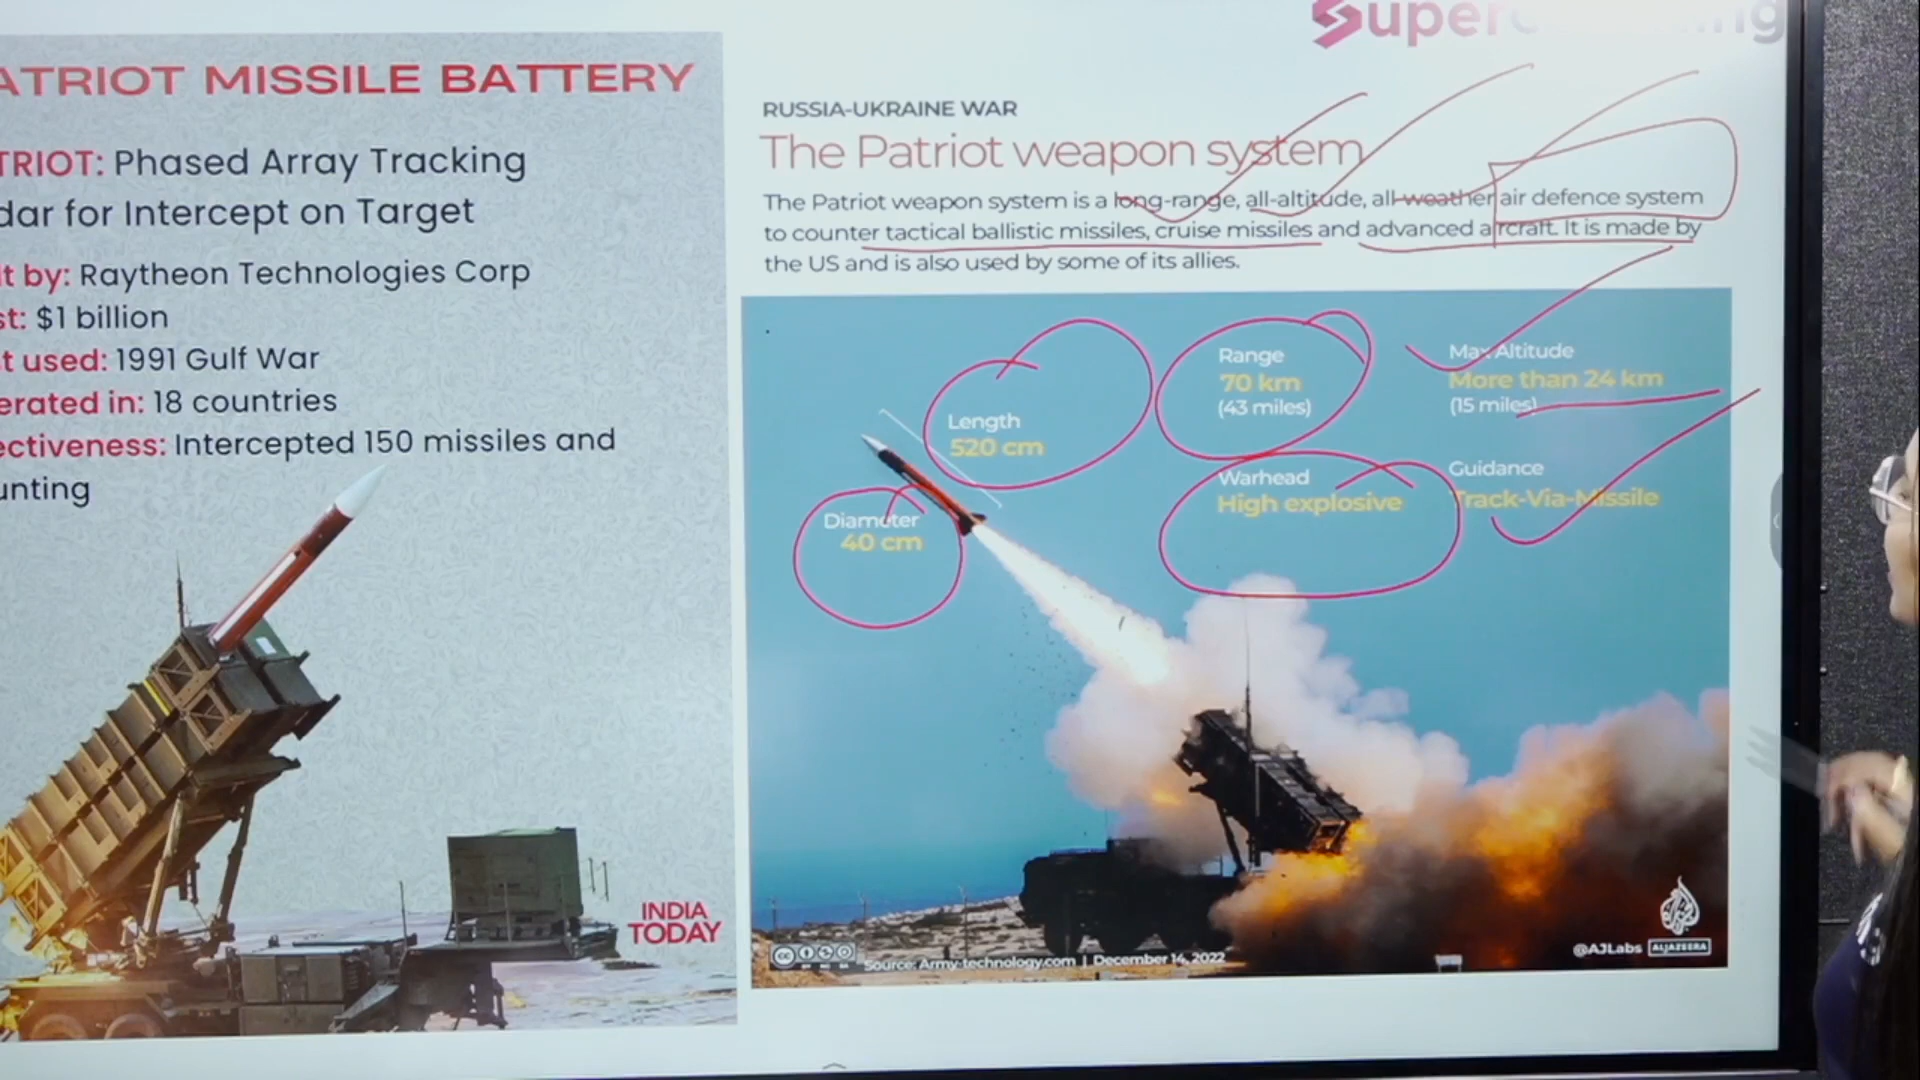 ATRIOT MISSILE BATTERY
TRIOT: Phased Array Tracking
dar for Intercept on Target
lt by: Raytheon Technologies Corp
st: $1 billion
t used: 1991 Gulf War
erated in: 18 countries
ectiveness: Intercepted 150 missiles and
unting
INDIA
TODAY
Super
ng
RUSSIA-UKRAINE WAR
The Patriot weapon system
The Patriot weapon system is a long-range, all-altitude, all-weather air defence system
to counter tactical ballistic missiles, cruise missiles and advanced aircraft. It is made by
the US and is also used by some of its allies.
Length
520 cm
Diameter
40 cm
Range
70 km
(43 miles)
Warhead
High explosive
Max Altitude
More than 24 km
(15 miles)
Guidance
Track-Via-Missile
Source: Army-technology.com | December 14, 2022
@AJLabs
ALJAZEERA